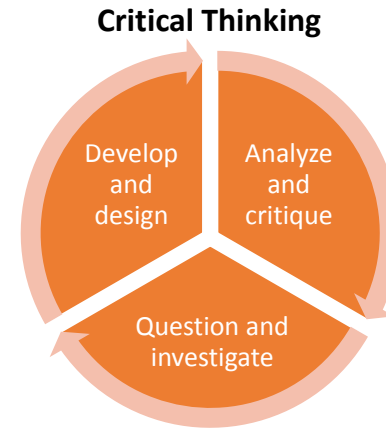 Critical Thinking
Develop
and
design
Analyze
and
critique
Question and
investigate